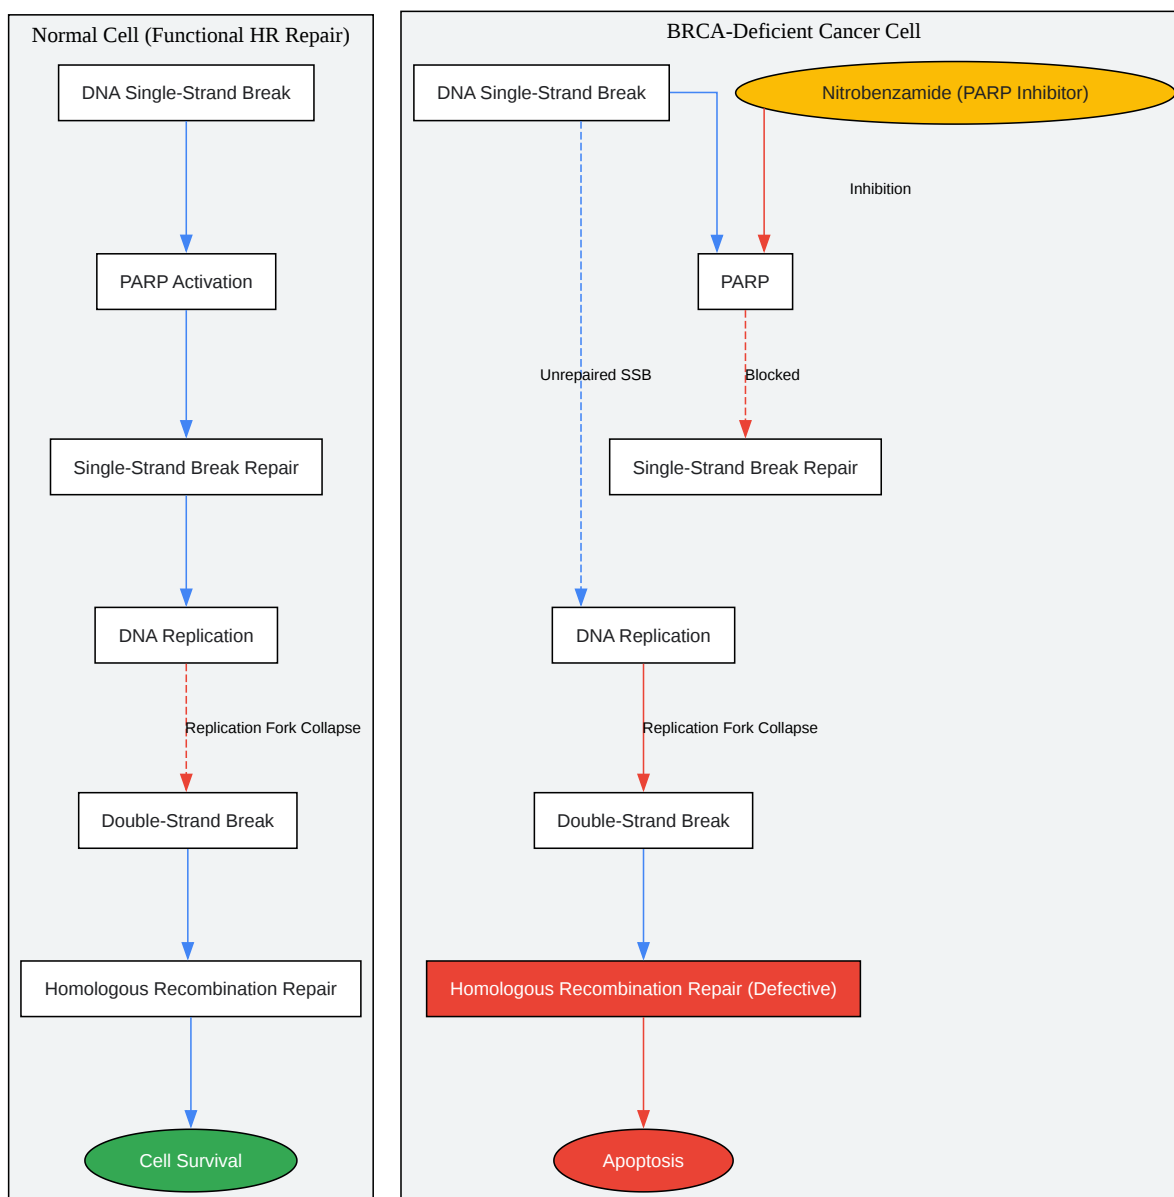 Normal Cell (Functional HR Repair)
DNA Single-Strand Break
PARP Activation
Single-Strand Break Repair
DNA Replication
Replication Fork Collapse
Double-Strand Break
Homologous Recombination Repair
Cell Survival
BRCA-Deficient Cancer Cell
DNA Single-Strand Break
Nitrobenzamide (PARP Inhibitor)
Inhibition
PARP
Unrepaired SSB
Blocked
Single-Strand Break Repair
DNA Replication
Replication Fork Collapse
Double-Strand Break
Homologous Recombination Repair (Defective)
Apoptosis